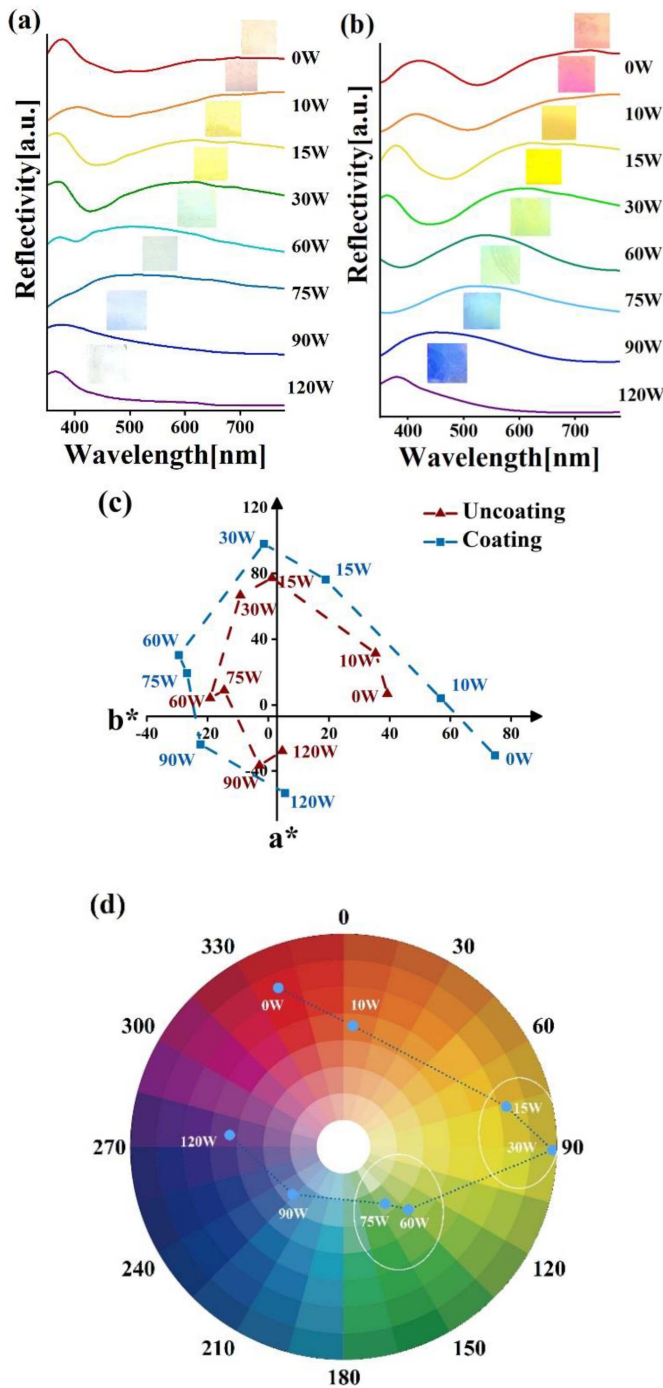 (a)
Reflectivity[a.u.]
0W
10W
15W
30W
60W
75W
90W
120W
400 500 600 700
Wavelength[nm]
(b)
Reflectivity[a.u.]
0W
10W
15W
30W
60W
75W
90W
120W
400 500 600 700
Wavelength[nm]
(c)
120
80
40
0
-40
-40 -20 0 20 40 60 80
b*
a*
Uncoating
Coating
30W
15W
15W
30W
60W
75W
75W
60W
10W
10W
0W
0W
90W
90W
120W
120W
(d)
0
30
60
90
120
150
180
210
240
270
300
330
0W
10W
15W
30W
60W
75W
90W
120W